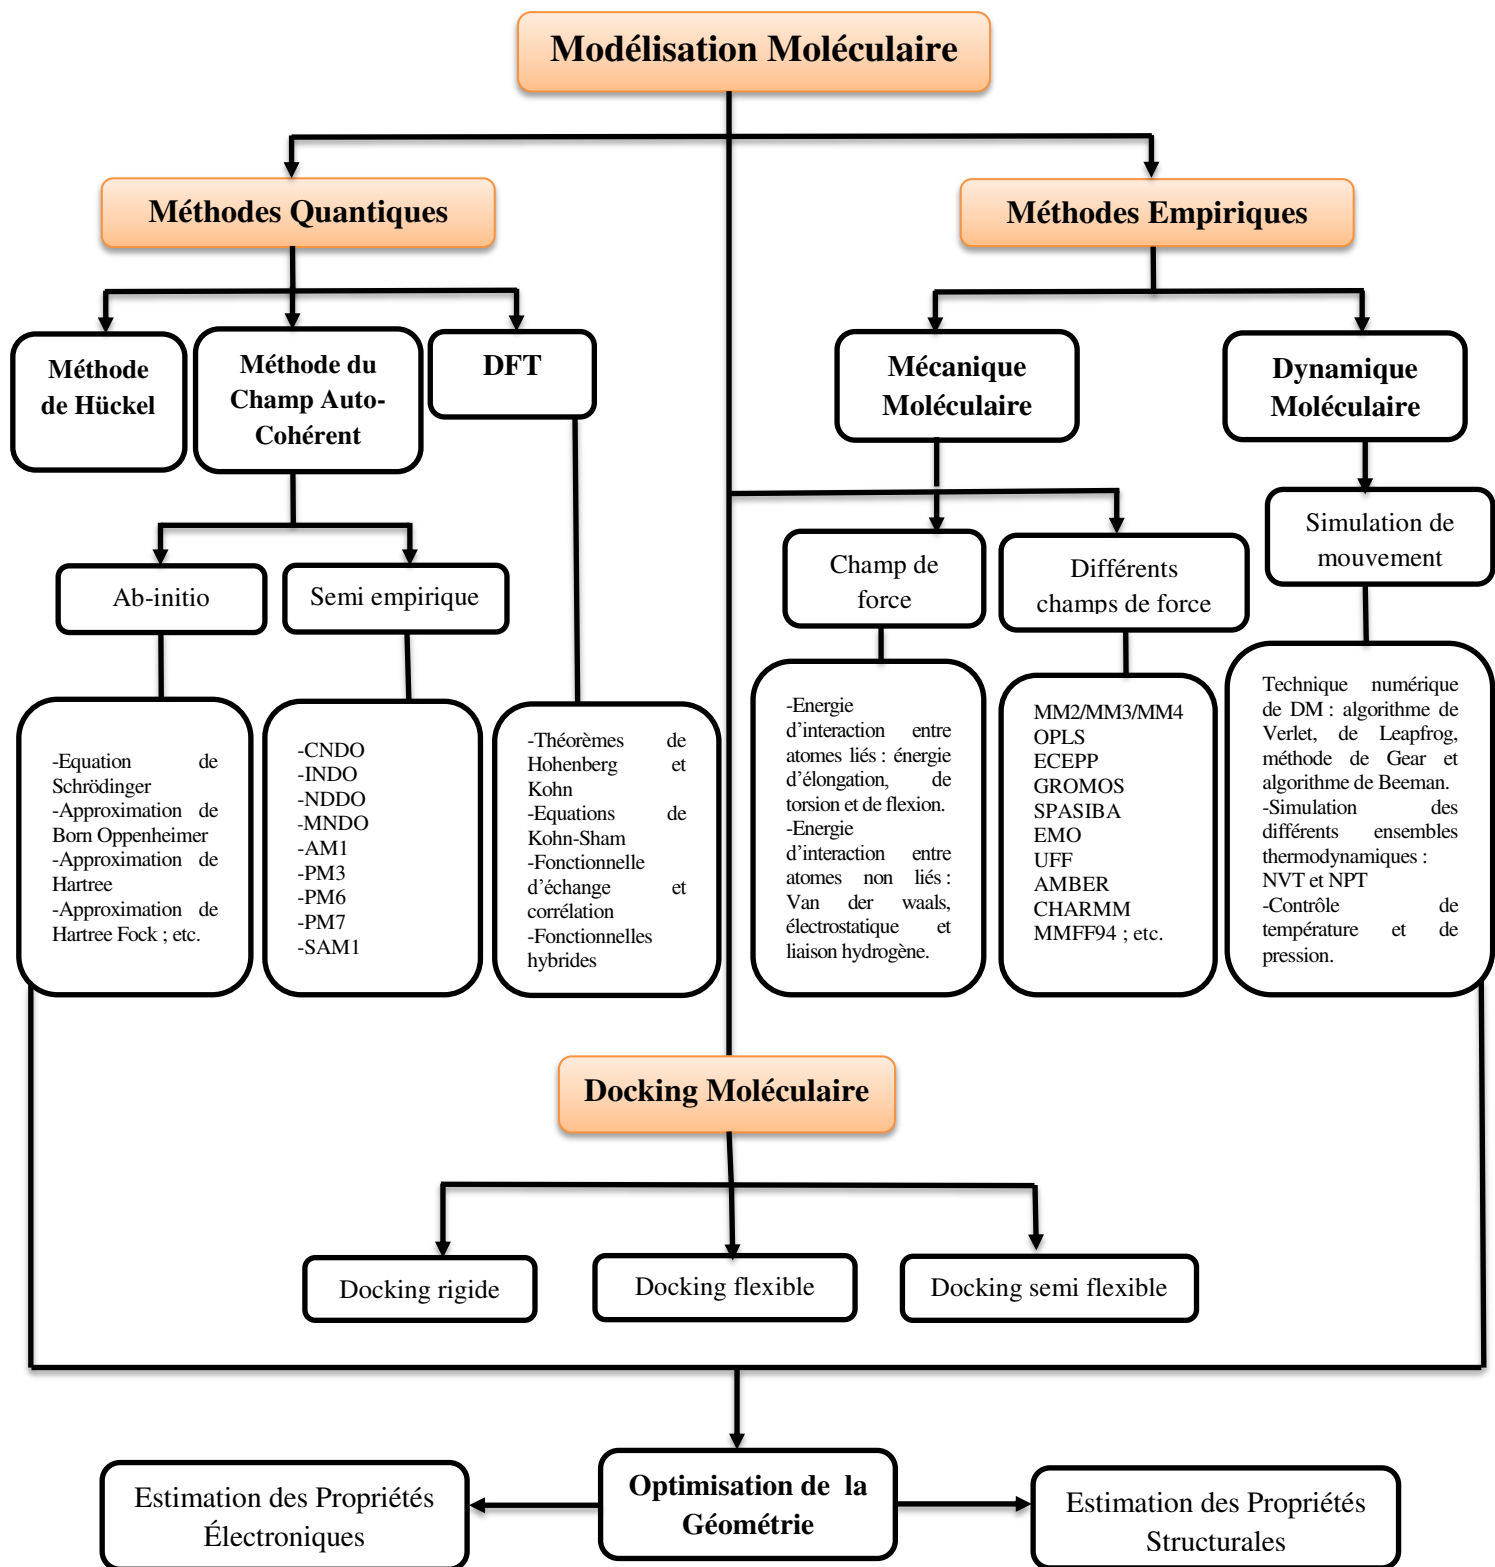 Modélisation Moléculaire
Méthodes Quantiques
Méthodes Empiriques
Méthode
de Hückel
Méthode du
Champ Auto-
Cohérent
DFT
Mécanique
Moléculaire
Dynamique
Moléculaire
Ab-initio
Semi empirique
Champ de
force
Différents
champs de force
Simulation de
mouvement
-Equation de
Schrödinger
-Approximation de
Born Oppenheimer
-Approximation de
Hartree
-Approximation de
Hartree Fock ; etc.
-CNDO
-INDO
-NDDO
-MNDO
-AM1
-PM3
-PM6
-PM7
-SAM1
-Théorèmes de
Hohenberg et
Kohn
-Equations de
Kohn-Sham
-Fonctionnelle
d’échange et
corrélation
-Fonctionnelles
hybrides
-Energie
d’interaction entre
atomes liés : énergie
d’élongation, de
torsion et de flexion.
-Energie
d’interaction entre
atomes non liés :
Van der waals,
électrostatique et
liaison hydrogène.
MM2/MM3/MM4
OPLS
ECEPP
GROMOS
SPASIBA
EMO
UFF
AMBER
CHARMM
MMFF94 ; etc.
Technique numérique
de DM : algorithme de
Verlet, de Leapfrog,
méthode de Gear et
algorithme de Beeman.
-Simulation des
différents ensembles
thermodynamiques :
NVT et NPT
-Contrôle de
température et de
pression.
Docking Moléculaire
Docking rigide
Docking flexible
Docking semi flexible
Optimisation de la
Géométrie
Estimation des Propriétés
Électroniques
Estimation des Propriétés
Structurales